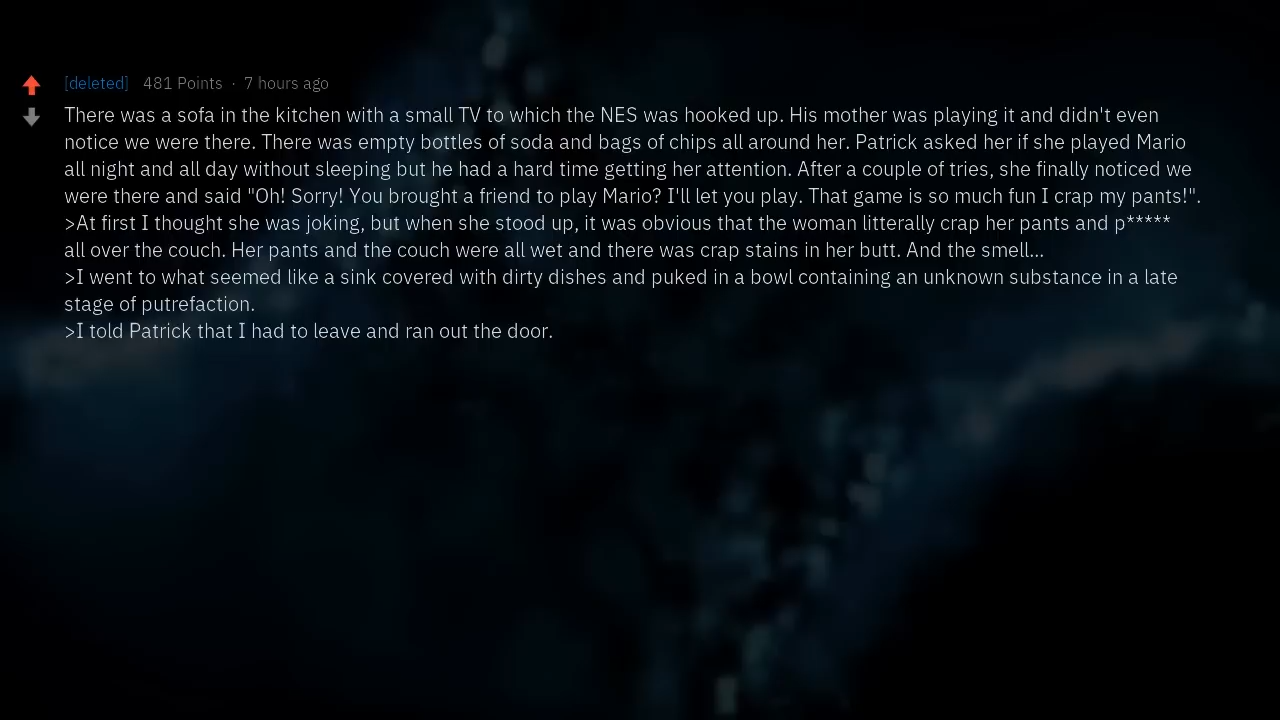 [deleted] 481 Points · 7 hours ago
There was a sofa in the kitchen with a small TV to which the NES was hooked up. His mother was playing it and didn't even
notice we were there. There was empty bottles of soda and bags of chips all around her. Patrick asked her if she played Mario
all night and all day without sleeping but he had a hard time getting her attention. After a couple of tries, she finally noticed we
were there and said "Oh! Sorry! You brought a friend to play Mario? I'll let you play. That game is so much fun I crap my pants!".
>At first I thought she was joking, but when she stood up, it was obvious that the woman litterally crap her pants and p*****
all over the couch. Her pants and the couch were all wet and there was crap stains in her butt. And the smell...
>I went to what seemed like a sink covered with dirty dishes and puked in a bowl containing an unknown substance in a late
stage of putrefaction.
>I told Patrick that I had to leave and ran out the door.